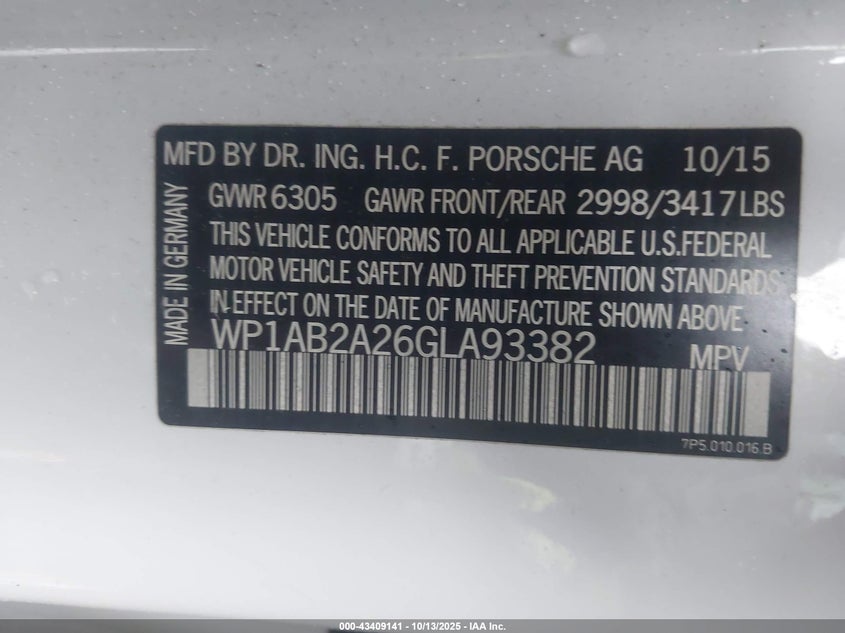 MFD BY DR. ING. H.C. F. PORSCHE AG 10/15
GVWR 6305 GAWR FRONT/REAR 2998/3417 LBS
THIS VEHICLE CONFORMS TO ALL APPLICABLE U.S.FEDERAL
MOTOR VEHICLE SAFETY AND THEFT PREVENTION STANDARDS
IN EFFECT ON THE DATE OF MANUFACTURE SHOWN ABOVE
WP1AB2A26GLA93382 MPV
7P5.010.016.B
MADE IN GERMANY
000-43409141 - 10/13/2025 - IAA Inc.